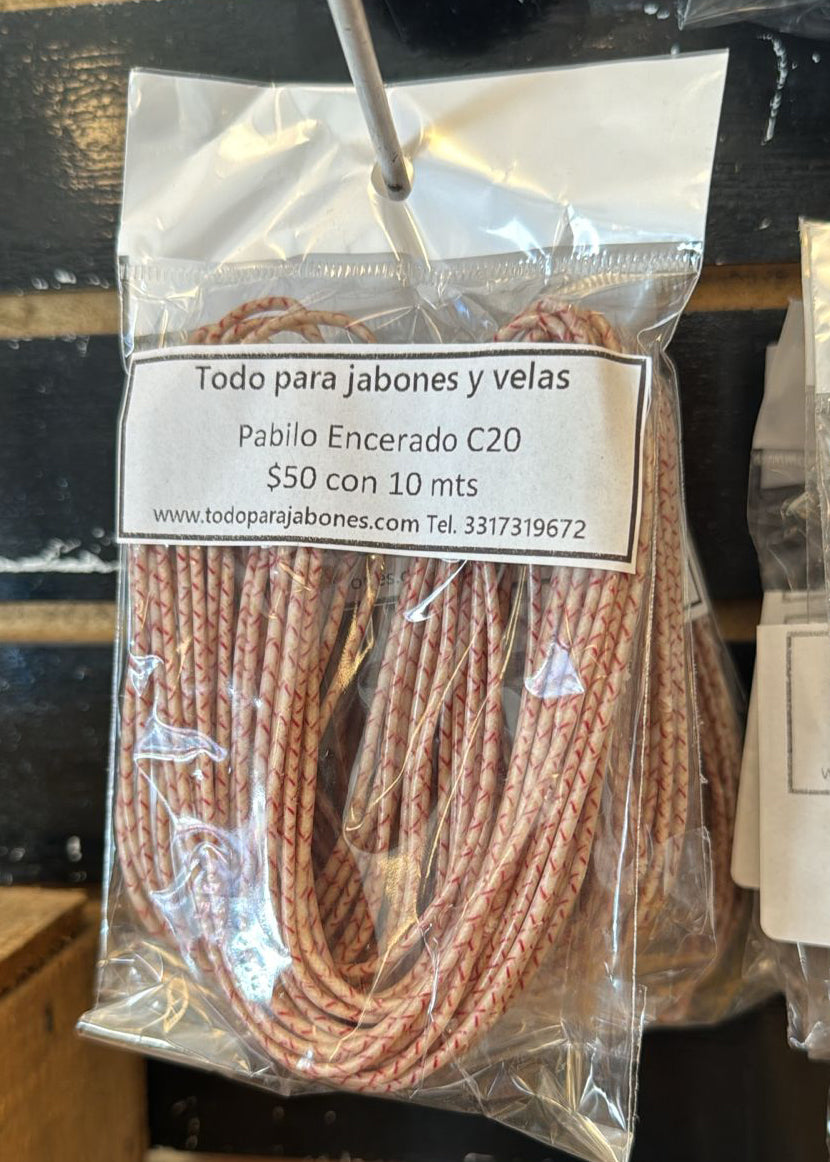 Todo para jabones y velas
Pabilo Encerado C20
$50 con 10 mts
www.todoparajabones.com Tel. 3317319672